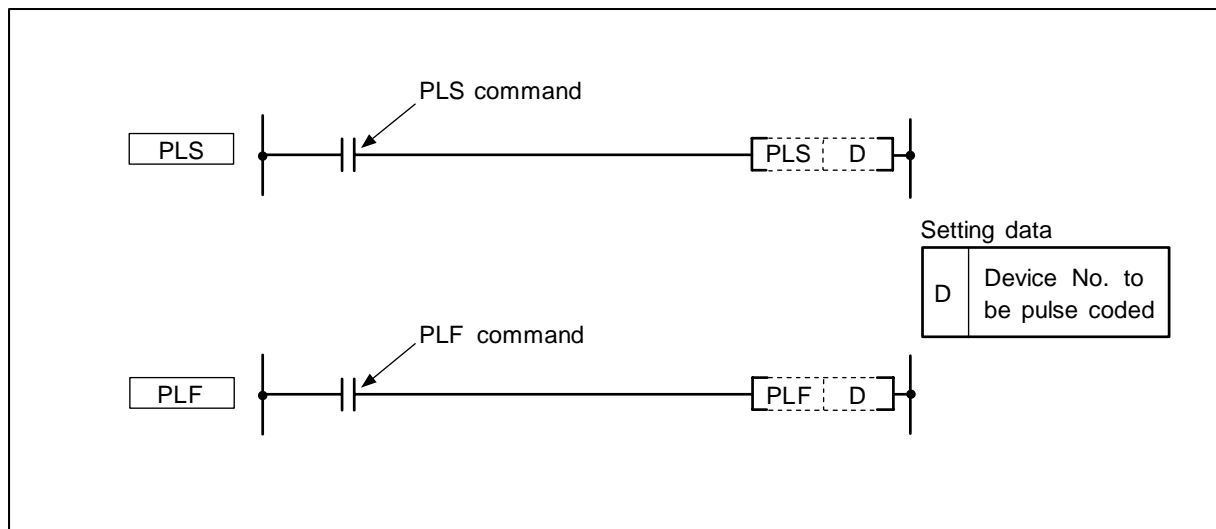 PLS command
PLS
PLS D
Setting data
D
Device No. to
be pulse coded
PLF command
PLF
PLF D